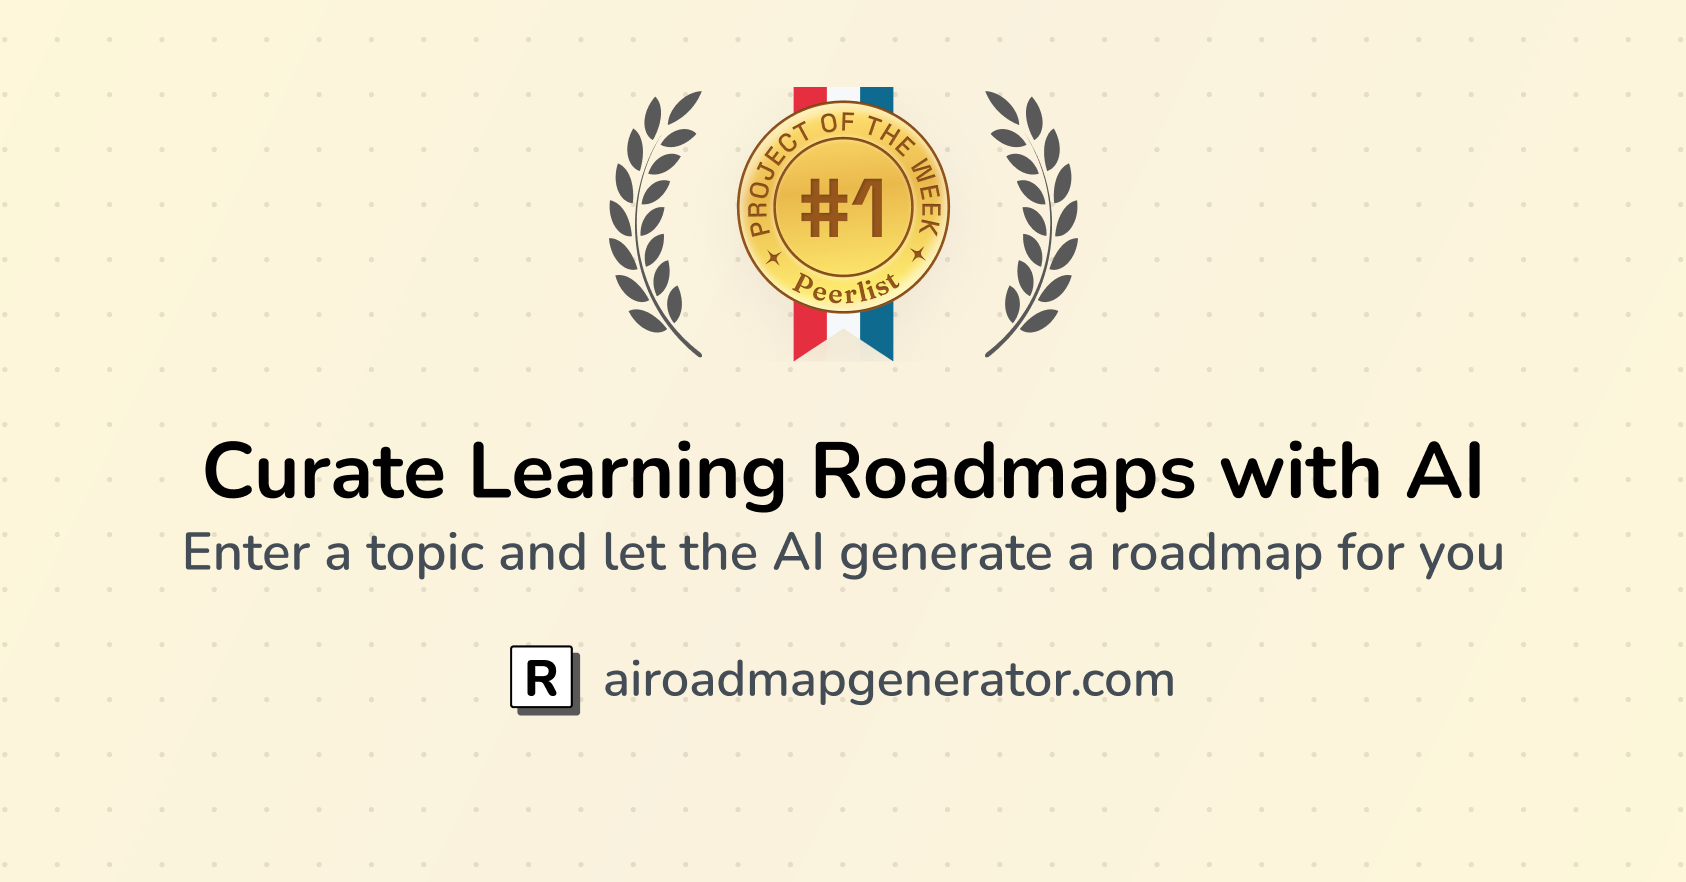 PROJECT OF THE WEEK
#1
Peerlist
Curate Learning Roadmaps with AI
Enter a topic and let the AI generate a roadmap for you
R airoadmapgenerator.com